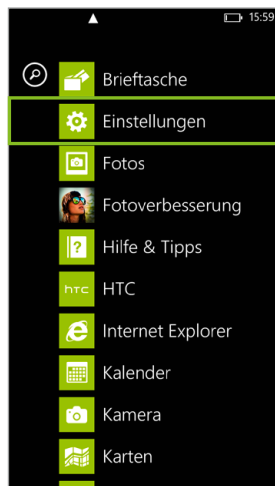 15:59
Brieftasche
Einstellungen
Fotos
Fotoverbesserung
? Hilfe & Tipps
hTC HTC
Internet Explorer
Kalender
Kamera
Karten